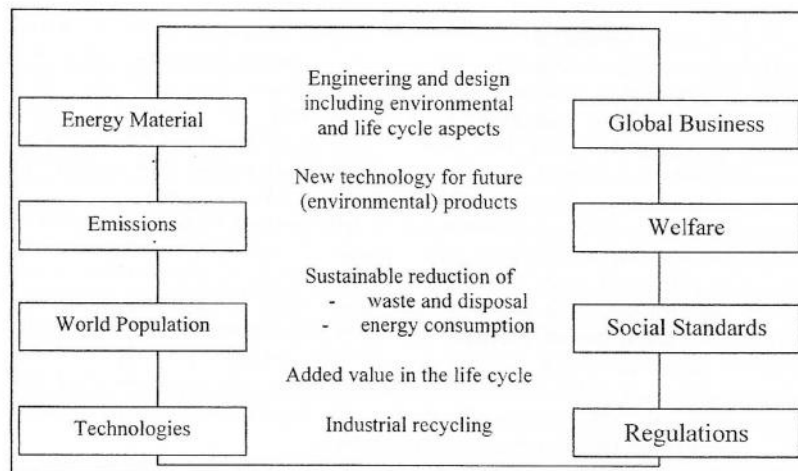 Energy Material
Emissions
World Population
Technologies
Engineering and design
including environmental
and life cycle aspects
New technology for future
(environmental) products
Sustainable reduction of
- waste and disposal
- energy consumption
Added value in the life cycle
Industrial recycling
Global Business
Welfare
Social Standards
Regulations